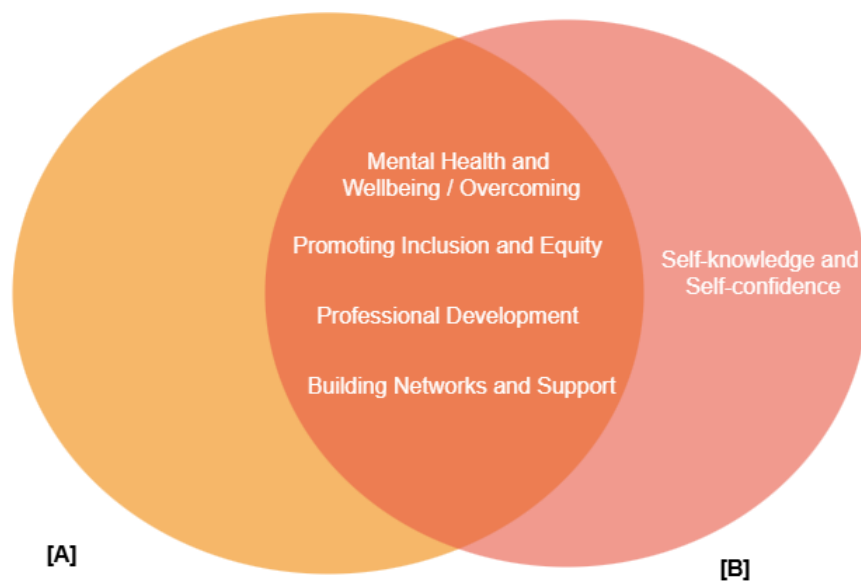 Mental Health and
Wellbeing / Overcoming
Promoting Inclusion and Equity
Professional Development
Building Networks and Support
Self-knowledge and
Self-confidence
[A]
[B]